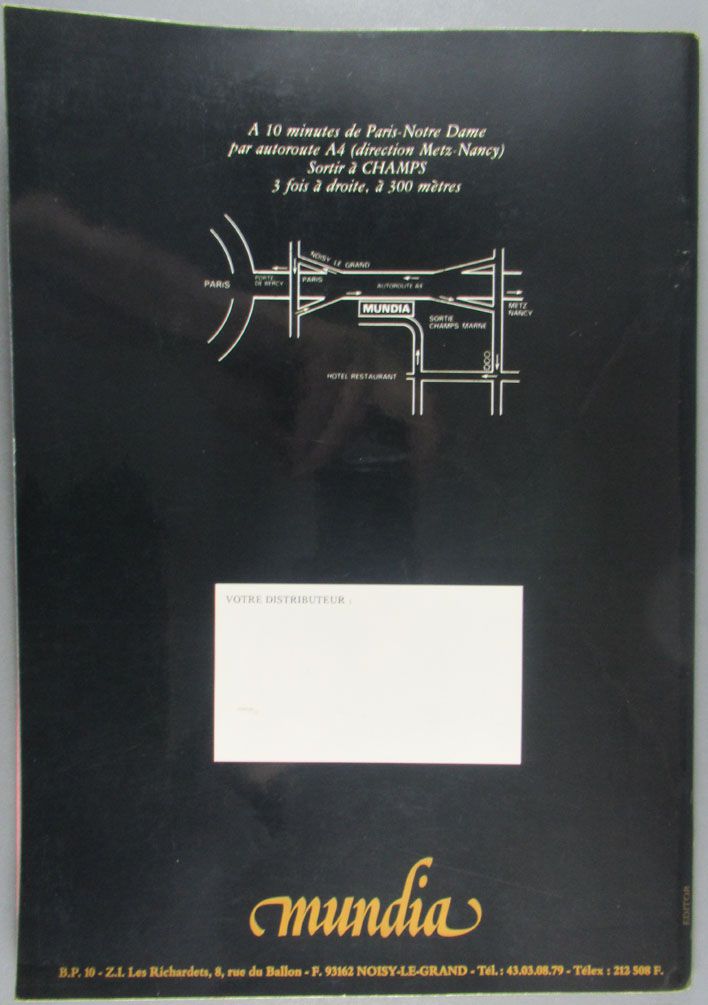 A 10 minutes de Paris-Notre Dame
par autoroute A4 (direction Metz-Nancy)
Sortir à CHAMPS
3 fois à droite, à 300 mètres
NOISY LE GRAND
PARIS
PORTE
DE BERCY
PARIS
AUTOROUTE A4
METZ
NANCY
MUNDIA
SORTIE
CHAMPS MARNE
HOTEL RESTAURANT
VOTRE DISTRIBUTEUR :
mundia
EDITOR
B.P. 10 - Z.I. Les Richardets, 8, rue du Ballon - F. 93162 NOISY-LE-GRAND - Tél. : 43.03.08.79 - Télex : 212 508 F.